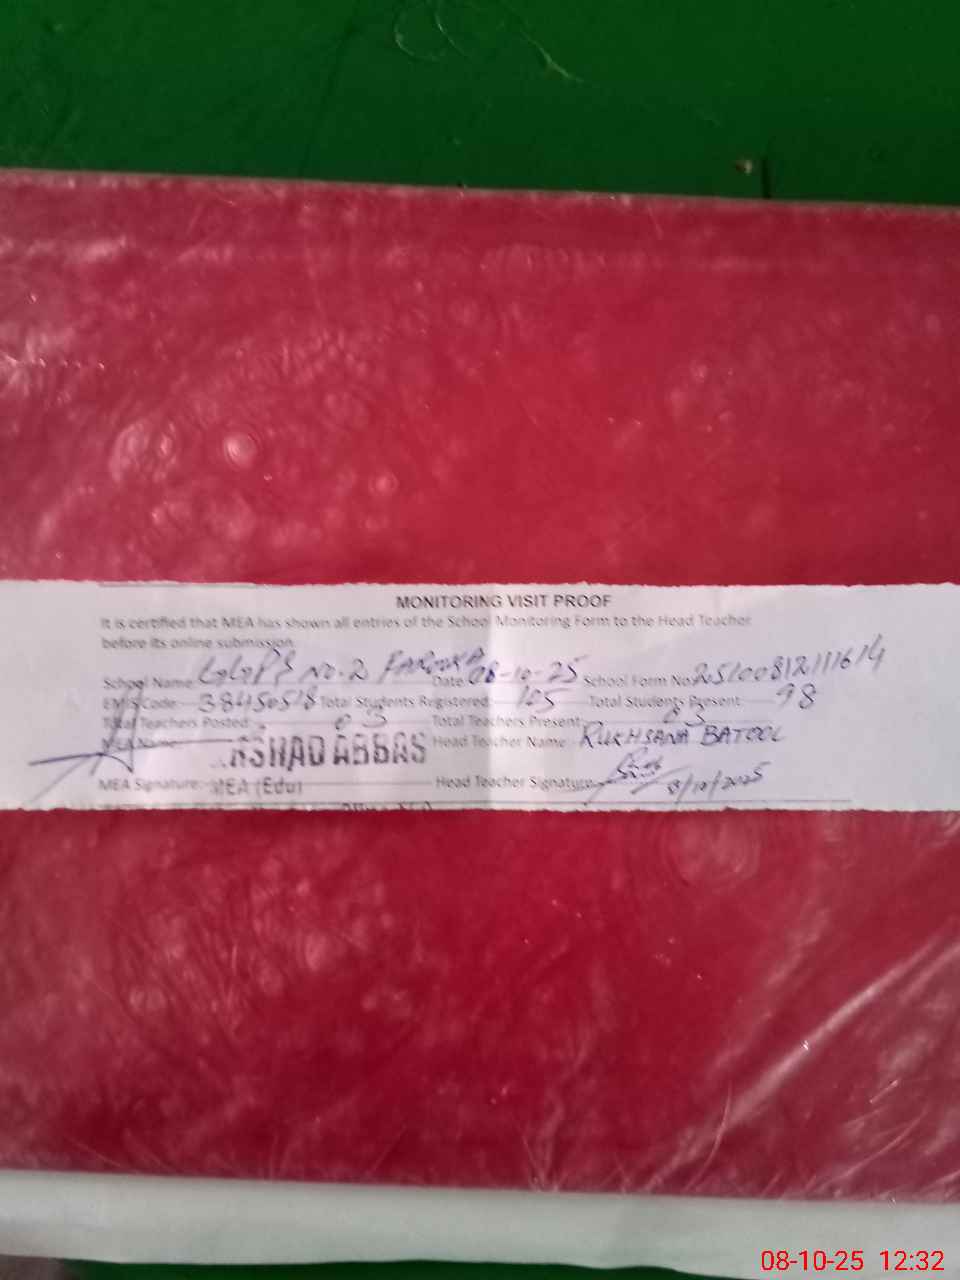 MONITORING VISIT PROOF
It is certified that MEA has shown all entries of the School Monitoring Form to the Head Teacher
before its online submission.
School Name GGPS NO.2 FAROOKA Date 08-10-25 School Form No. 2510081211614
EMIS Code: 38450518 Total Students Registered: 105 Total Students Present: 98
Total Teachers Posted: 03 Total Teachers Present: 03
MEA Name: ARSHAD ABBAS Head Teacher Name: RUKHSANA BATOOL
MEA Signature: MEA (Edu) Head Teacher Signature 8/10/2025
08-10-25 12:32